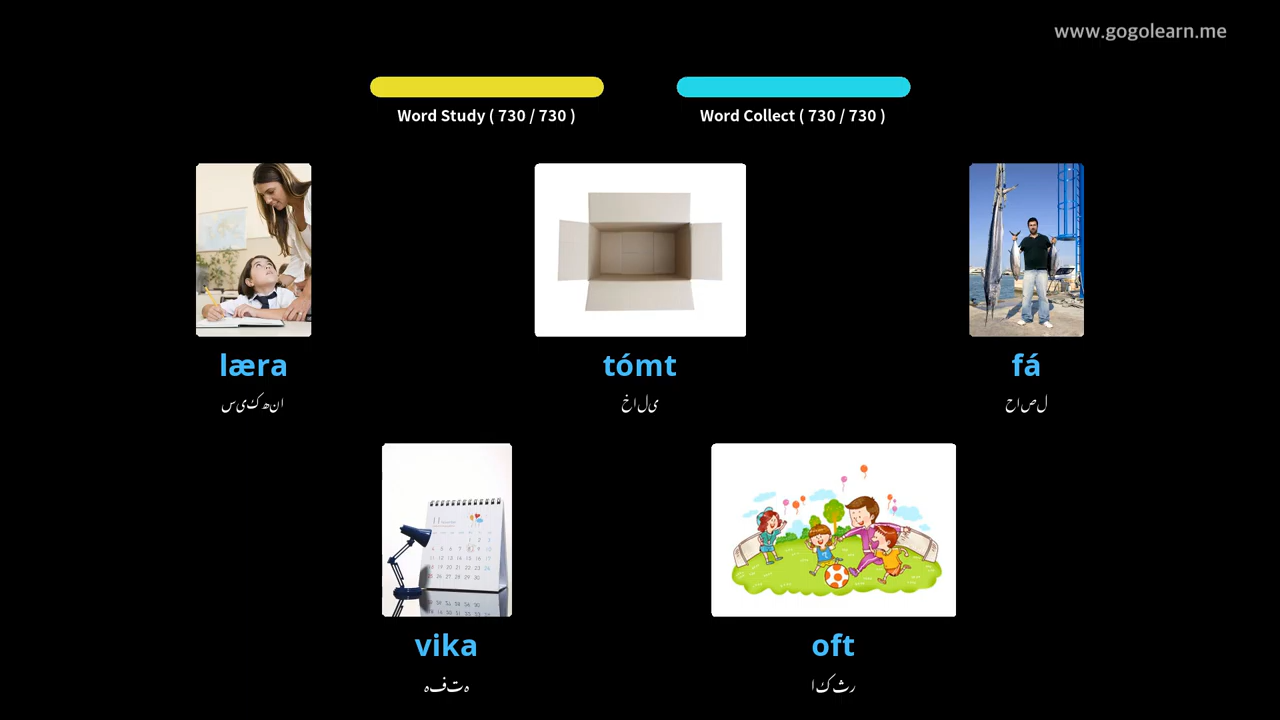 www.gogolearn.me
Word Study ( 730 / 730 )
Word Collect ( 730 / 730 )
læra
سیکھنا
tómt
خالی
fá
حاصل
vika
ہفتہ
oft
اکثر